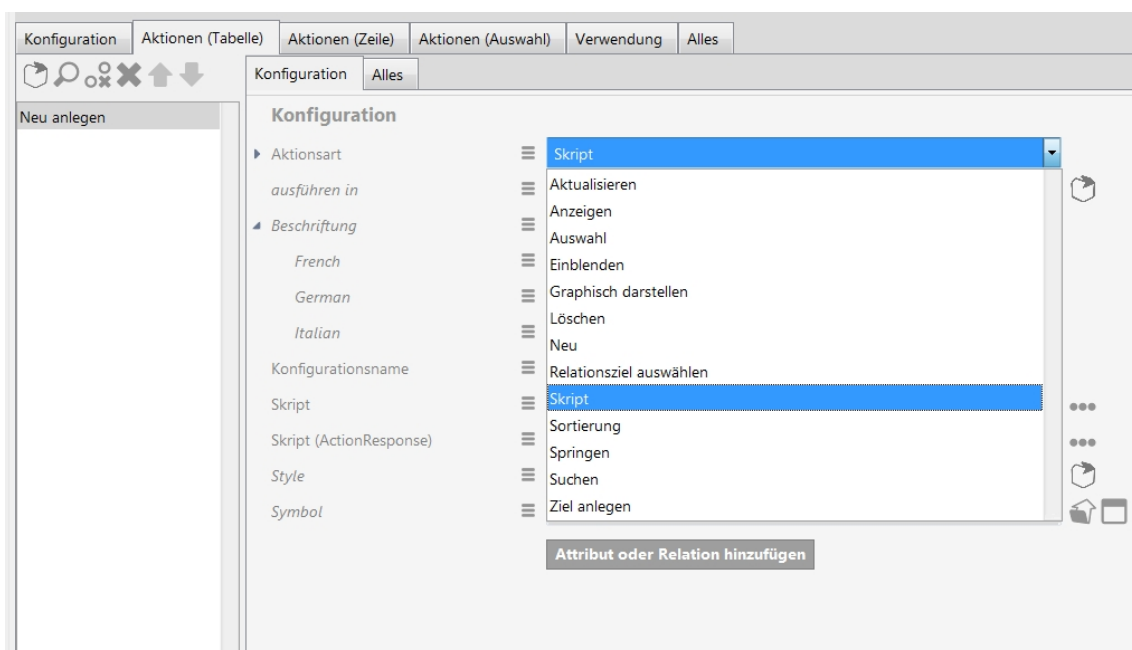 Konfiguration Aktionen (Tabelle) Aktionen (Zeile) Aktionen (Auswahl) Verwendung Alles
Konfiguration Alles
Neu anlegen
Konfiguration
Aktionsart Skript
ausführen in Aktualisieren
Anzeigen
Beschriftung Auswahl
French Einblenden
German Graphisch darstellen
Italian Löschen
Neu
Konfigurationsname Relationsziel auswählen
Skript Skript
Sortierung
Skript (ActionResponse) Springen
Style Suchen
Symbol Ziel anlegen
Attribut oder Relation hinzufügen